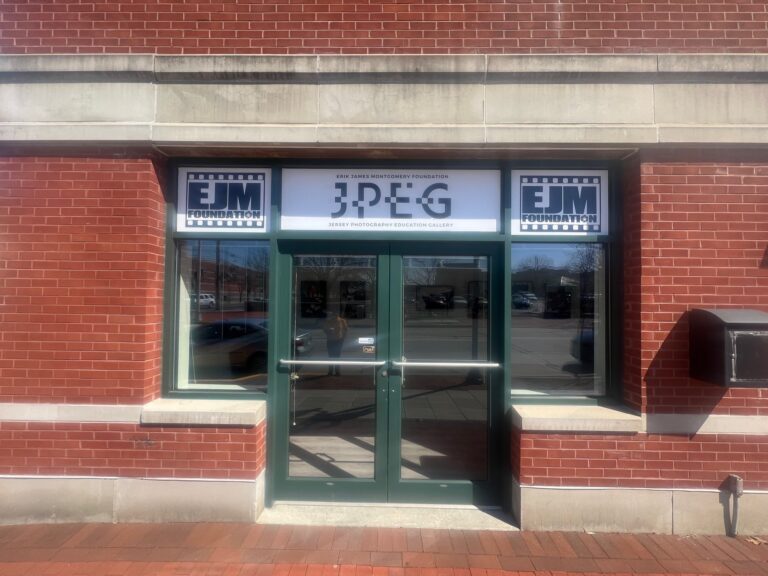 EJM
FOUNDATION
ERIK JAMES MONTGOMERY FOUNDATION
JPEG
JERSEY PHOTOGRAPHY EDUCATION GALLERY
EJM
FOUNDATION